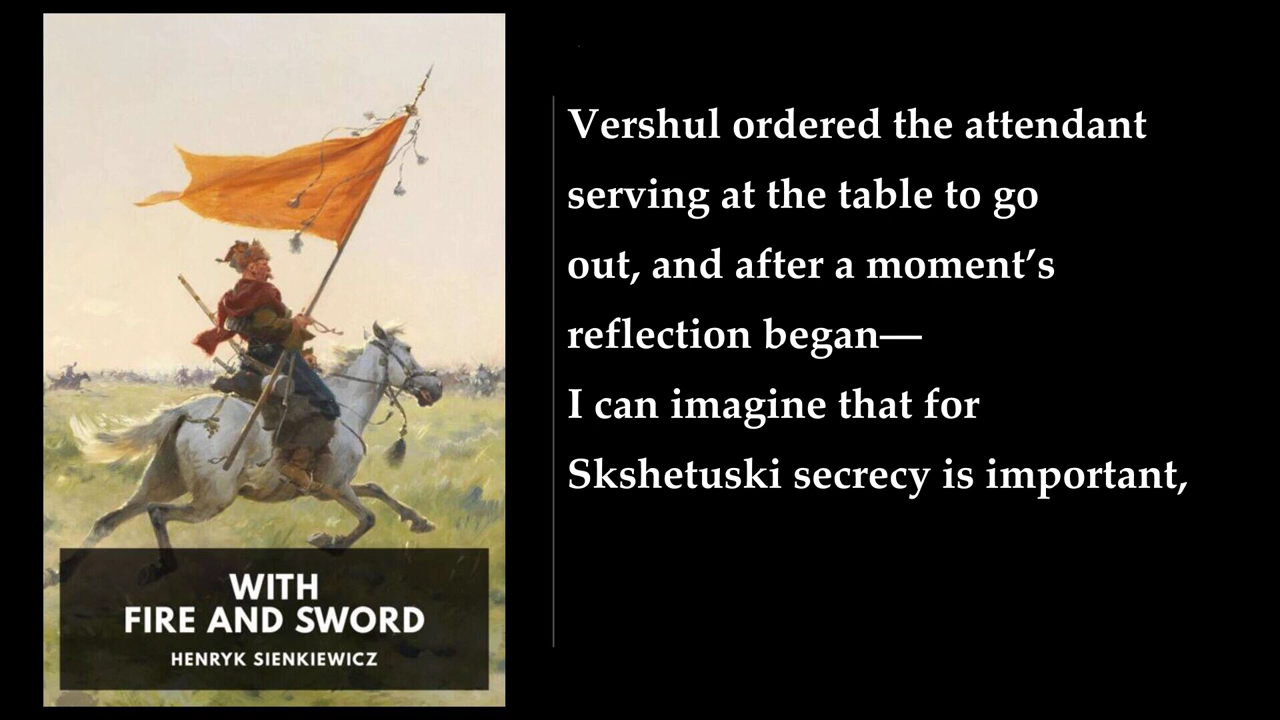 WITH
FIRE AND SWORD
HENRYK SIENKIEWICZ
Vershul ordered the attendant
serving at the table to go
out, and after a moment’s
reflection began—
I can imagine that for
Skshetuski secrecy is important,